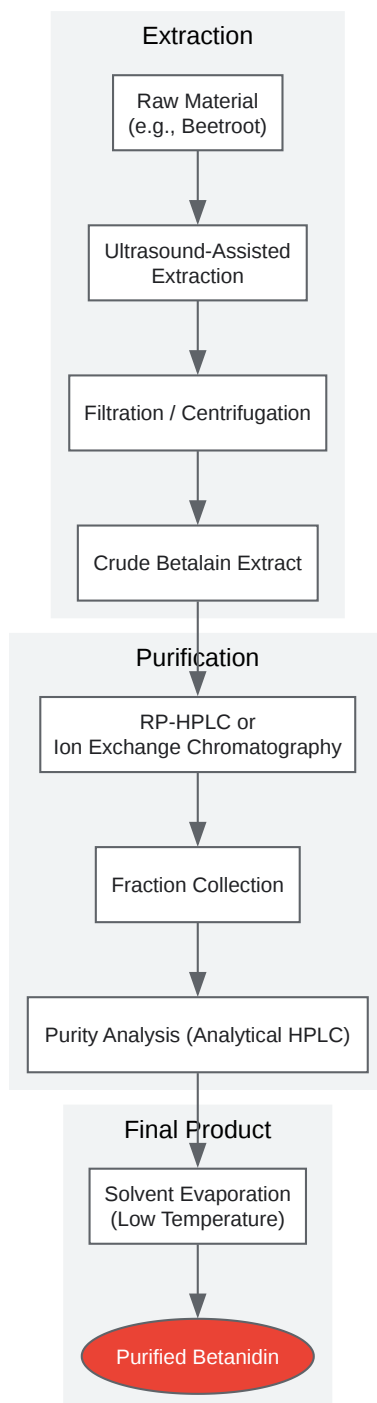 Extraction
Raw Material
(e.g., Beetroot)
Ultrasound-Assisted
Extraction
Filtration / Centrifugation
Crude Betalain Extract
Purification
RP-HPLC or
Ion Exchange Chromatography
Fraction Collection
Purity Analysis (Analytical HPLC)
Final Product
Solvent Evaporation
(Low Temperature)
Purified Betanidin